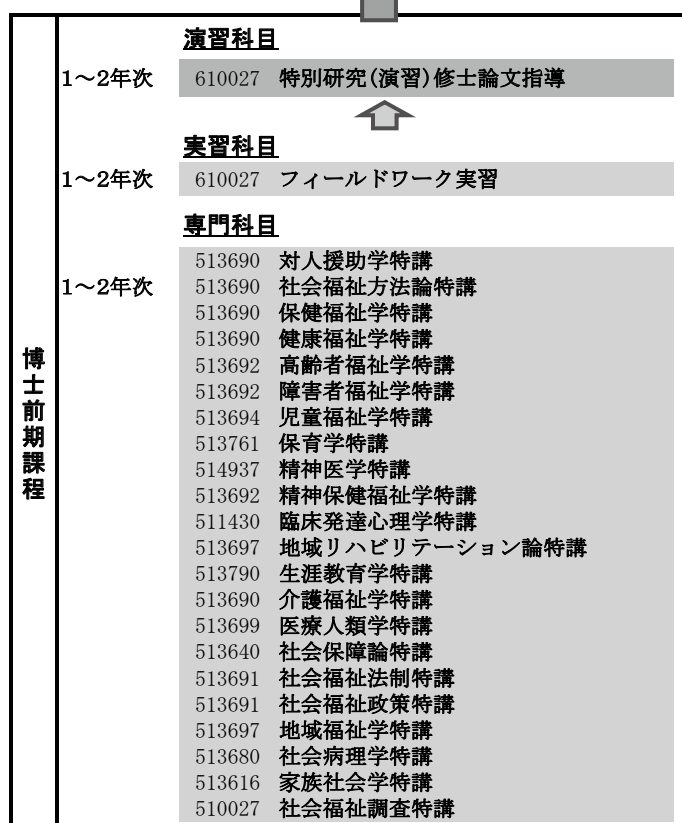 演習科目
1～2年次 610027 特別研究(演習)修士論文指導
実習科目
1～2年次 610027 フィールドワーク実習
専門科目
513690 対人援助学特講
1～2年次 513690 社会福祉方法論特講
513690 保健福祉学特講
513690 健康福祉学特講
513692 高齢者福祉学特講
513692 障害者福祉学特講
513694 児童福祉学特講
513761 保育学特講
514937 精神医学特講
513692 精神保健福祉学特講
511430 臨床発達心理学特講
513697 地域リハビリテーション論特講
513790 生涯教育学特講
513690 介護福祉学特講
513699 医療人類学特講
513640 社会保障論特講
513691 社会福祉法制特講
513691 社会福祉政策特講
513697 地域福祉学特講
513680 社会病理学特講
513616 家族社会学特講
510027 社会福祉調査特講
博士前期課程